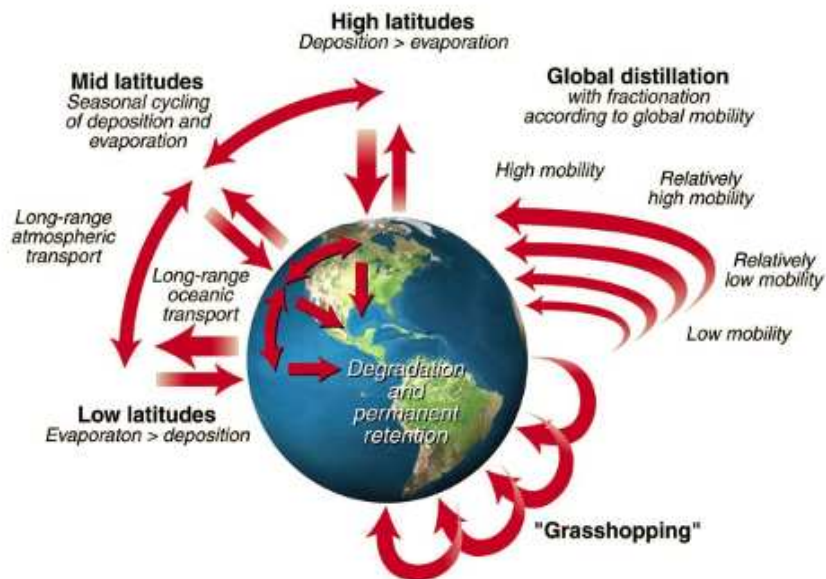 High latitudes
Deposition > evaporation
Mid latitudes
Seasonal cycling
of deposition and
evaporation
Global distillation
with fractionation
according to global mobility
High mobility
Relatively
high mobility
Long-range
atmospheric
transport
Long-range
oceanic
transport
Relatively
low mobility
Low mobility
Degradation
and
permanent
retention
Low latitudes
Evaporaton > deposition
"Grasshopping"